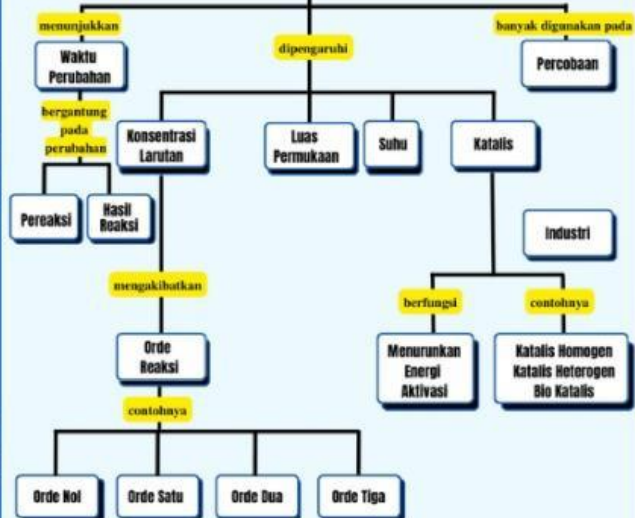 menunjukkan
dipengaruhi
banyak digunakan pada
Waktu
Perubahan
Percobaan
bergantung
pada
perubahan
Konsentrasi
Larutan
Luas
Permukaan
Suhu
Katalis
Pereaksi
Hasil
Reaksi
Industri
mengakibatkan
berfungsi
contohnya
Orde
Reaksi
Menurunkan
Energi
Aktivasi
Katalis Homogen
Katalis Heterogen
Bio Katalis
contohnya
Orde Nol
Orde Satu
Orde Dua
Orde Tiga